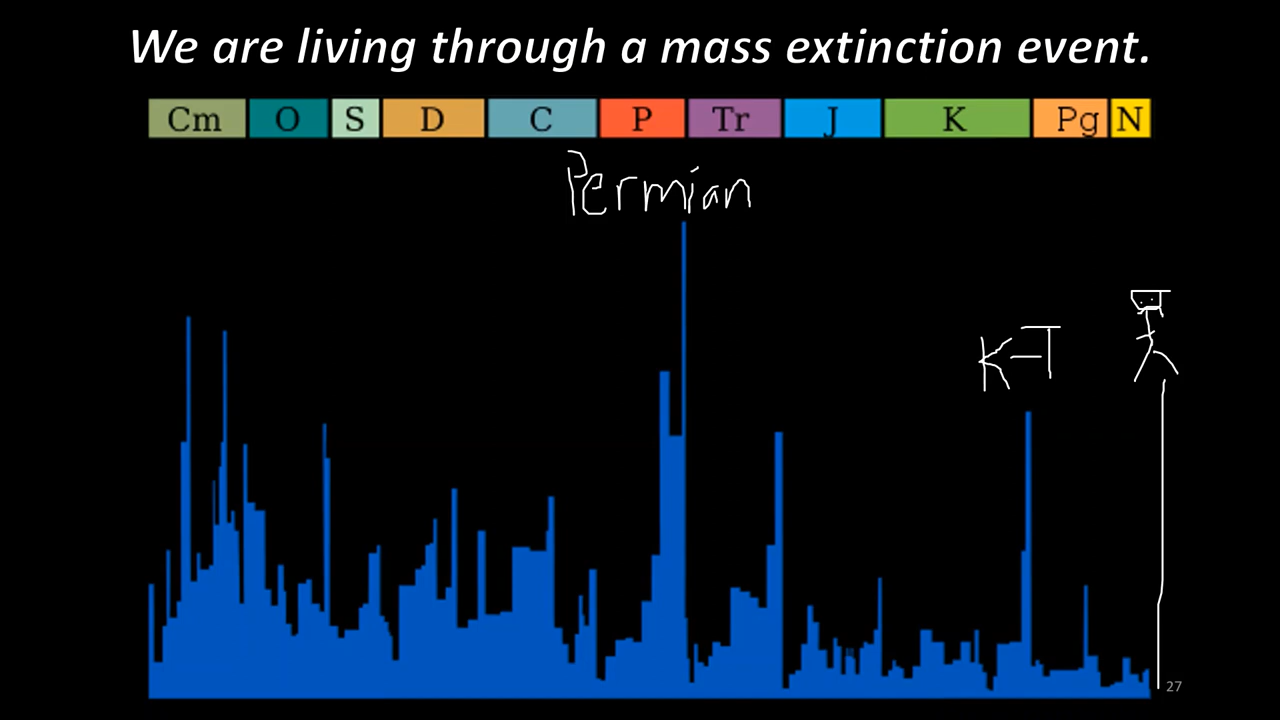 We are living through a mass extinction event.
Cm O S D C P Tr J K Pg N
Permian
K-T
27